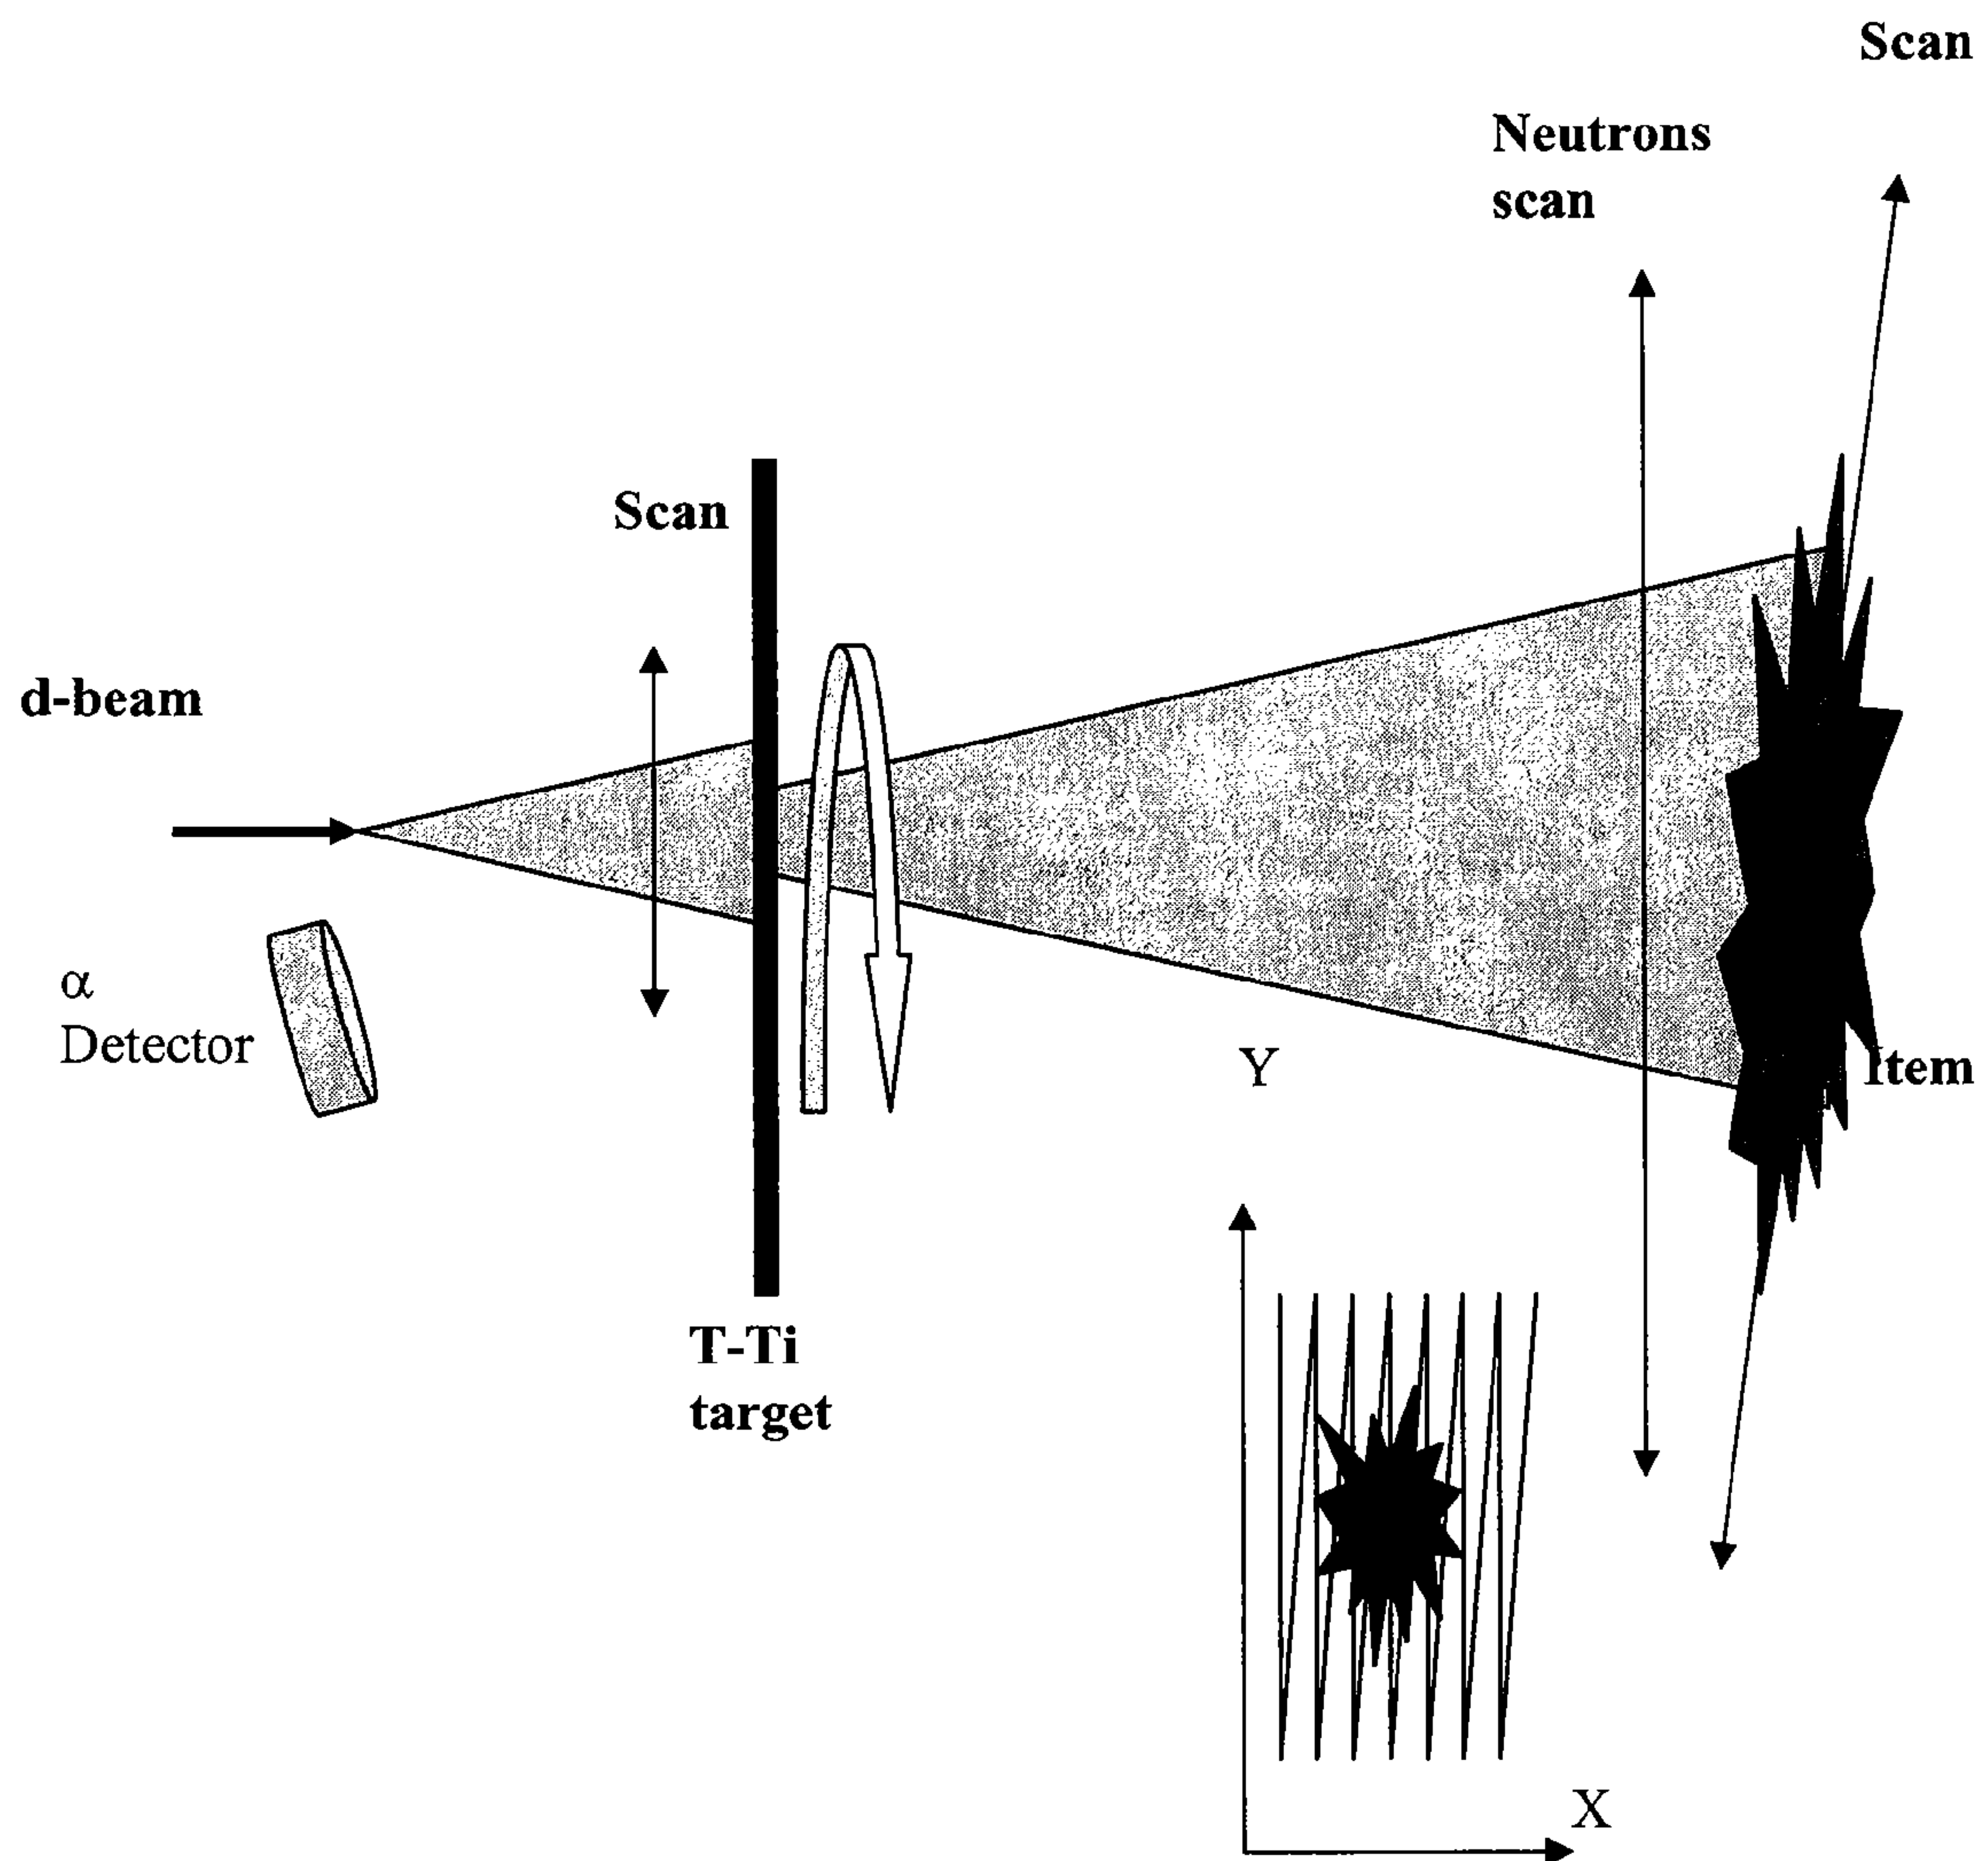 Scan
Neutrons
scan
Scan
d-beam
α
Detector
Y
Item
T-Ti
target
X